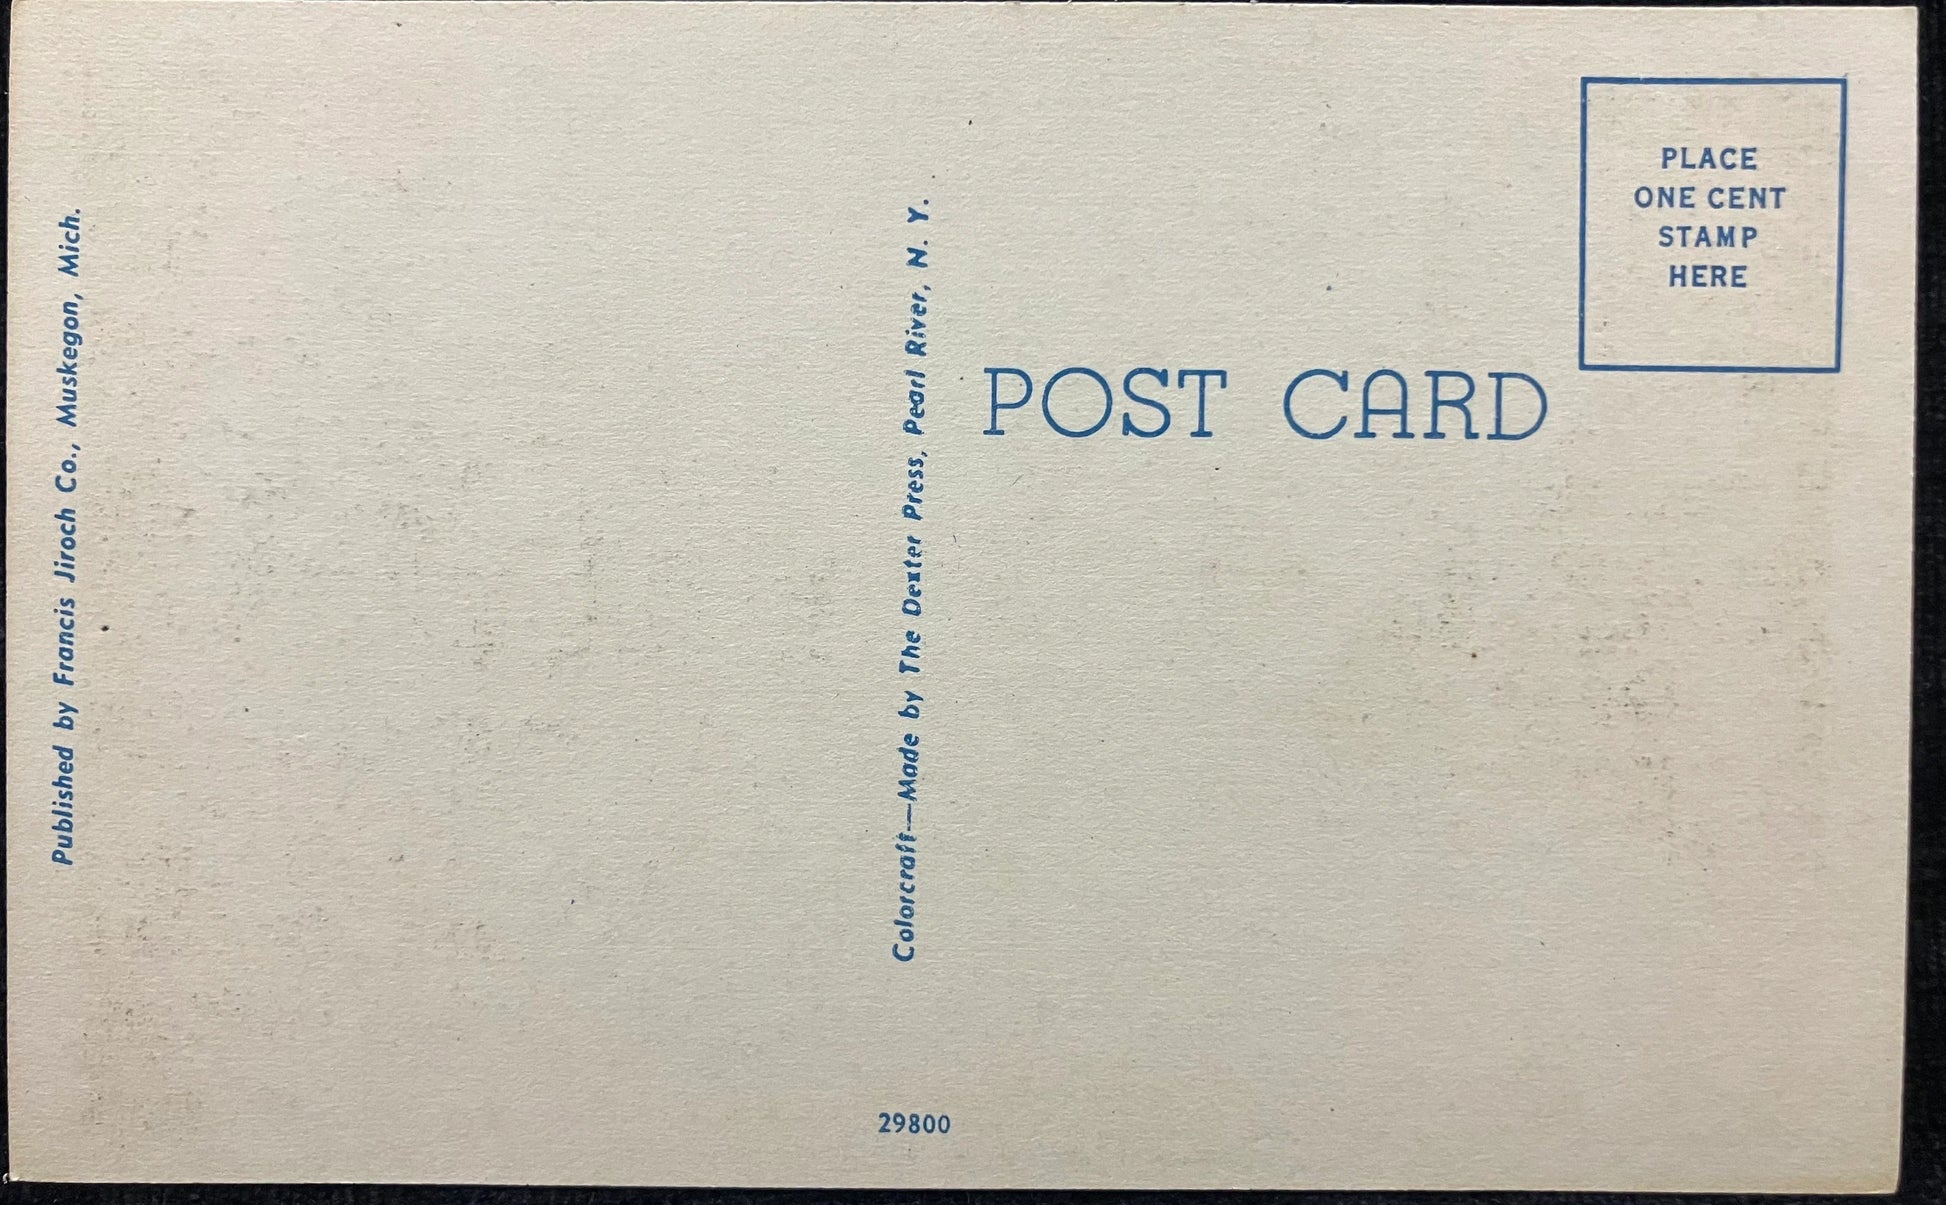 Published by Francis Jiroch Co., Muskegon, Mich.
Colorcraft—Made by The Dexter Press, Pearl River, N. Y.
POST CARD
PLACE
ONE CENT
STAMP
HERE
29800